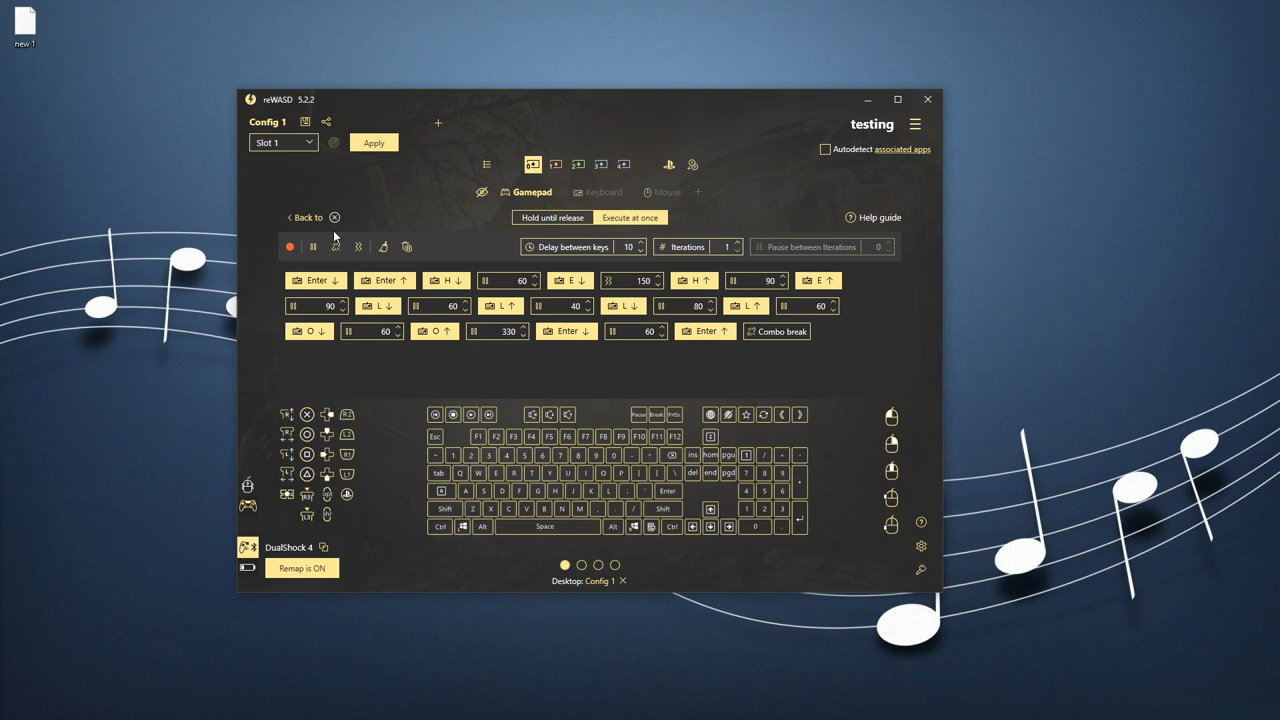 new 1
reWASD 5.2.2
Config 1
testing
Slot 1
Apply
Autodetect associated apps
Gamepad Keyboard Mouse
Back to
Hold until release Execute at once
Help guide
Delay between keys 10 # Iterations 1 Pause between Iterations 0
Enter ↓ Enter ↑ H ↓ 60 E ↓ 150 H ↑ 90 E ↑
90 L ↓ 60 L ↑ 40 L ↓ 80 L ↑ 60
O ↓ 60 O ↑ 330 Enter ↓ 60 Enter ↑ Combo break
R2
L2
R1
L1
Pause Break PrtSc
Esc F1 F2 F3 F4 F5 F6 F7 F8 F9 F10 F11 F12
~ 1 2 3 4 5 6 7 8 9 0 - = ins hom pgu 1 / * -
tab Q W E R T Y U I O P [ ] \ del end pgd 7 8 9 +
A A S D F G H J K L ; ' Enter 4 5 6
Shift Z X C V B N M , . / Shift 1 2 3
Ctrl Alt Space Alt Ctrl 0 .
DualShock 4
Remap is ON
Desktop: Config 1